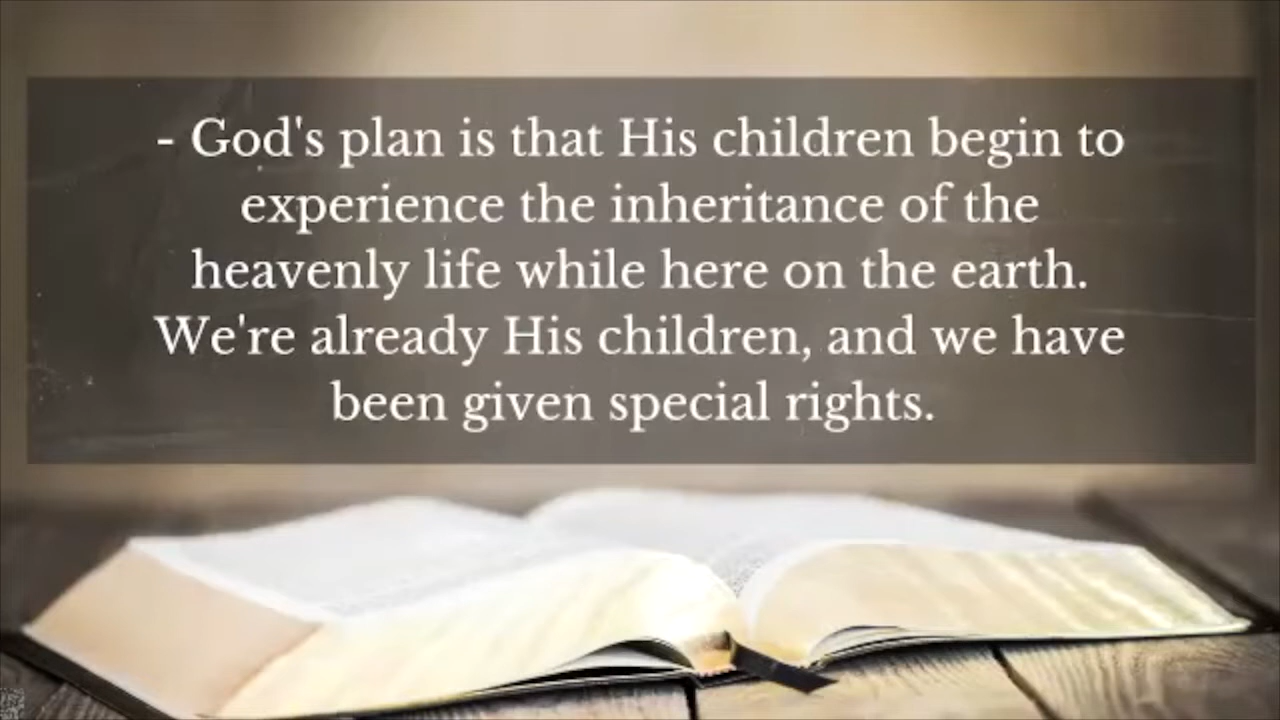 - God's plan is that His children begin to
experience the inheritance of the
heavenly life while here on the earth.
We're already His children, and we have
been given special rights.